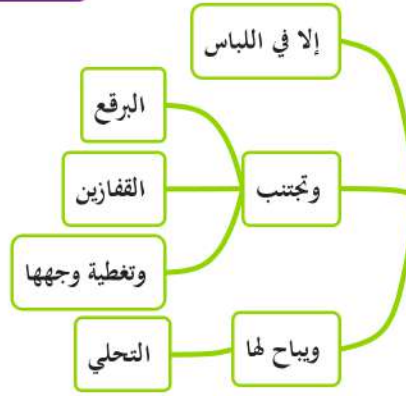 إلا في اللباس
وتجتنب
البرقع
القفازين
وتغطية وجهها
ويباح لها
التحلي